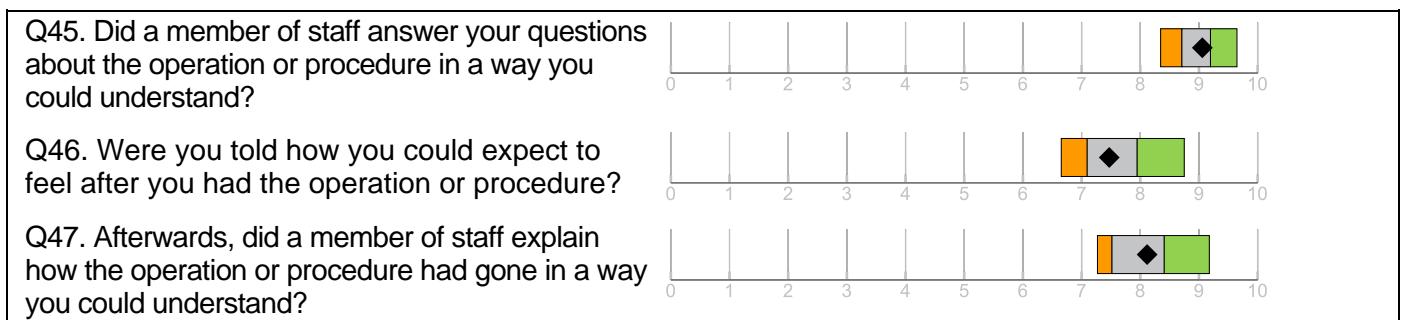 Q45. Did a member of staff answer your questions
about the operation or procedure in a way you
could understand?
0 1 2 3 4 5 6 7 8 9 10
Q46. Were you told how you could expect to
feel after you had the operation or procedure?
0 1 2 3 4 5 6 7 8 9 10
Q47. Afterwards, did a member of staff explain
how the operation or procedure had gone in a way
you could understand?
0 1 2 3 4 5 6 7 8 9 10